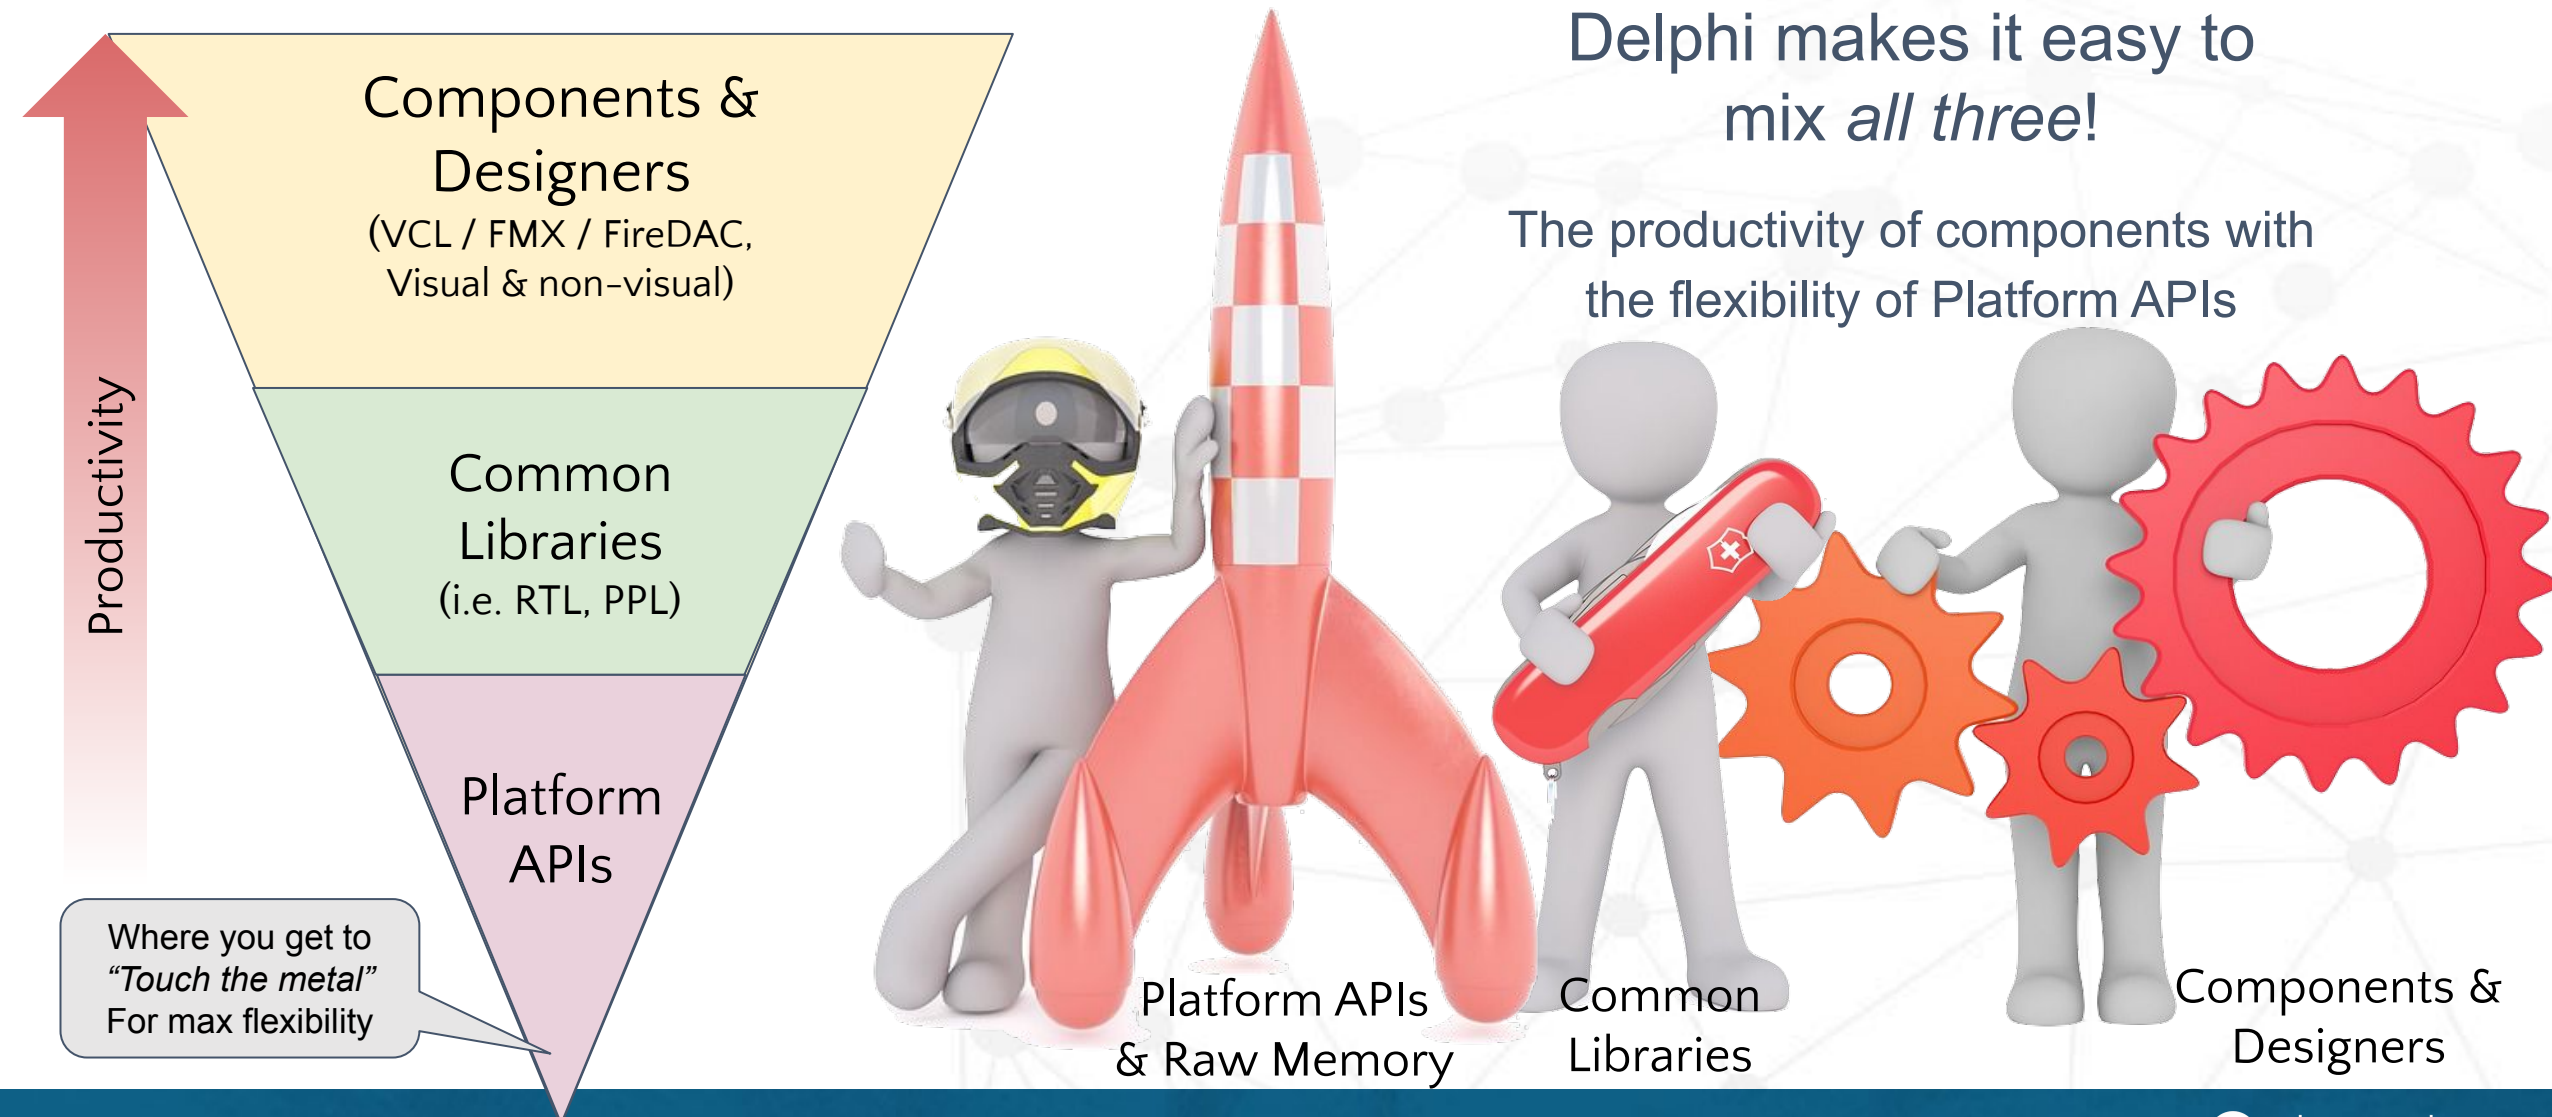 Delphi makes it easy to
mix all three!
The productivity of components with
the flexibility of Platform APIs
Productivity
Components &
Designers
(VCL / FMX / FireDAC,
Visual & non-visual)
Common
Libraries
(i.e. RTL, PPL)
Platform
APIs
Where you get to
“Touch the metal”
For max flexibility
Platform APIs
& Raw Memory
Common
Libraries
Components &
Designers